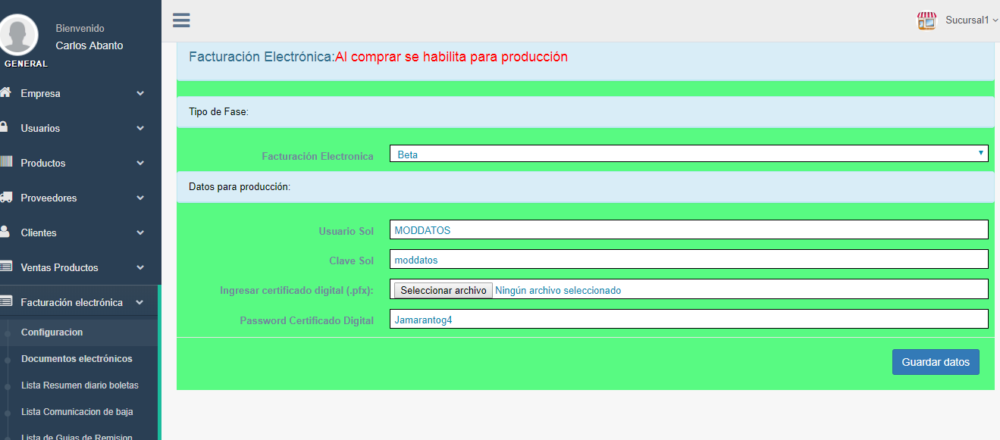 Bienvenido
Carlos Abanto
GENERAL
Empresa
Usuarios
Productos
Proveedores
Clientes
Ventas Productos
Facturación electrónica
Configuracion
Documentos electrónicos
Lista Resumen diario boletas
Lista Comunicacion de baja
Lista de Guias de Remision
Sucursal1
Facturación Electrónica:Al comprar se habilita para producción
Tipo de Fase:
Facturación Electronica Beta
Datos para producción:
Usuario Sol MODDATOS
Clave Sol moddatos
Ingresar certificado digital (.pfx): Seleccionar archivo Ningún archivo seleccionado
Password Certificado Digital Jamarantog4
Guardar datos